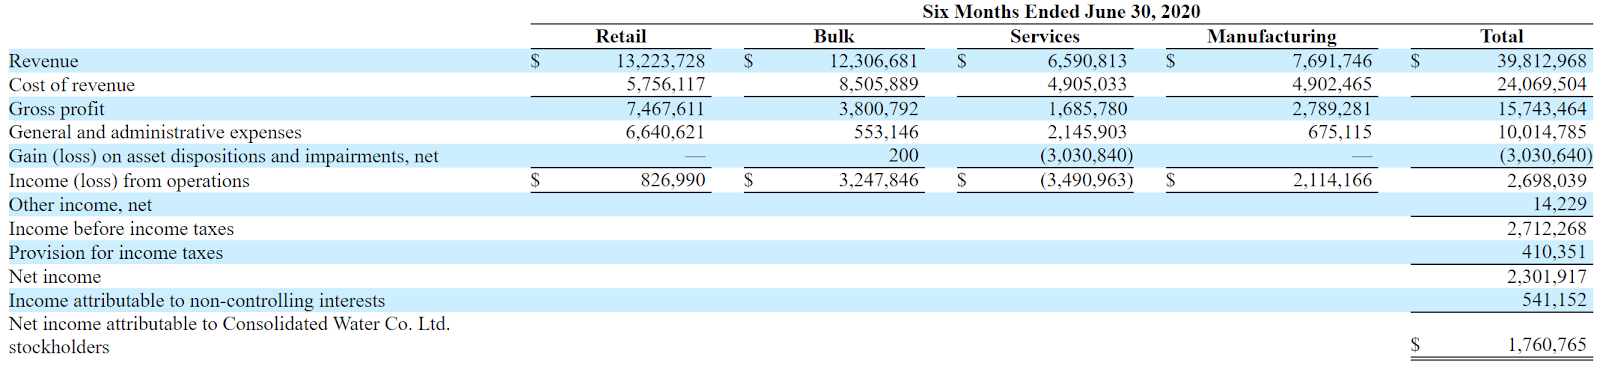 Six Months Ended June 30, 2020
Retail Bulk Services Manufacturing Total
Revenue $ 13,223,728 $ 12,306,681 $ 6,590,813 $ 7,691,746 $ 39,812,968
Cost of revenue 5,756,117 8,505,889 4,905,033 4,902,465 24,069,504
Gross profit 7,467,611 3,800,792 1,685,780 2,789,281 15,743,464
General and administrative expenses 6,640,621 553,146 2,145,903 675,115 10,014,785
Gain (loss) on asset dispositions and impairments, net — 200 (3,030,840) — (3,030,640)
Income (loss) from operations $ 826,990 $ 3,247,846 $ (3,490,963) $ 2,114,166 2,698,039
Other income, net 14,229
Income before income taxes 2,712,268
Provision for income taxes 410,351
Net income 2,301,917
Income attributable to non-controlling interests 541,152
Net income attributable to Consolidated Water Co. Ltd.
stockholders $ 1,760,765